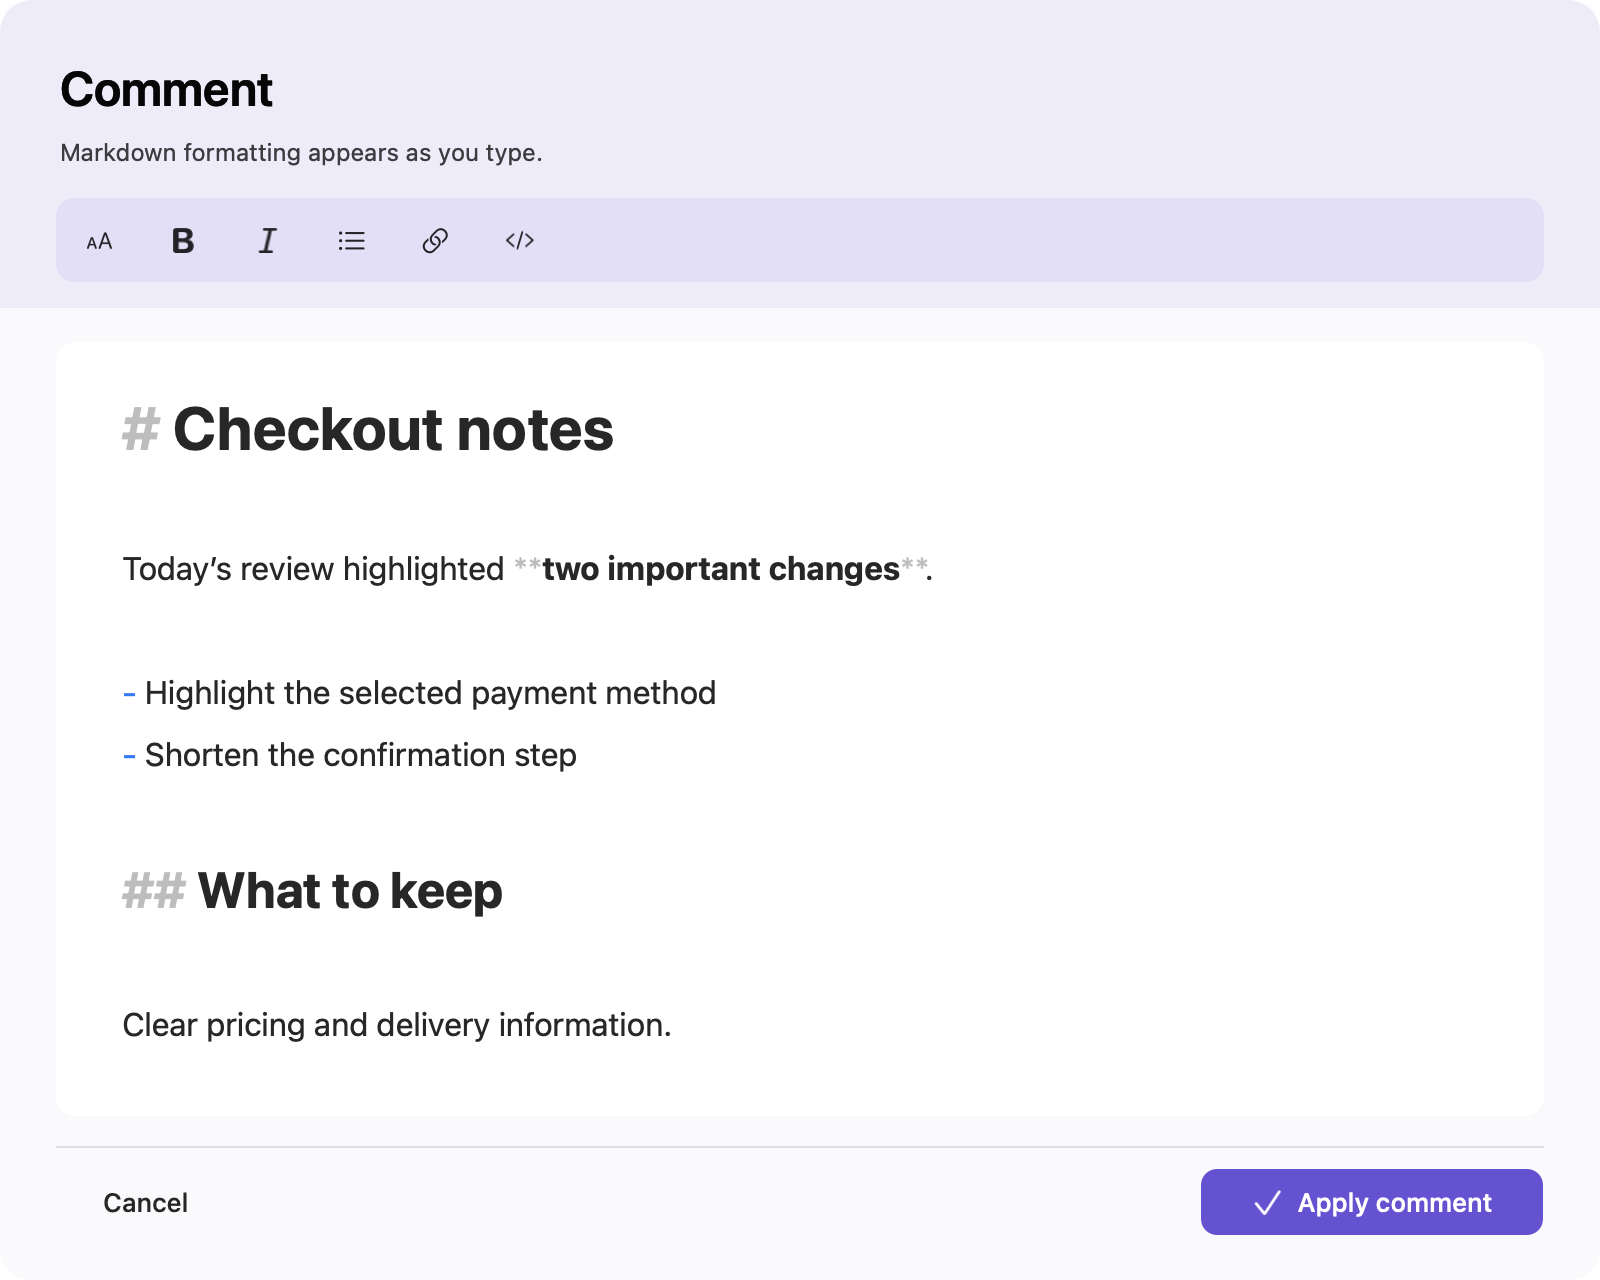 Comment
Markdown formatting appears as you type.
AA B I </>
# Checkout notes
Today’s review highlighted **two important changes**.
- Highlight the selected payment method
- Shorten the confirmation step
## What to keep
Clear pricing and delivery information.
Cancel
Apply comment